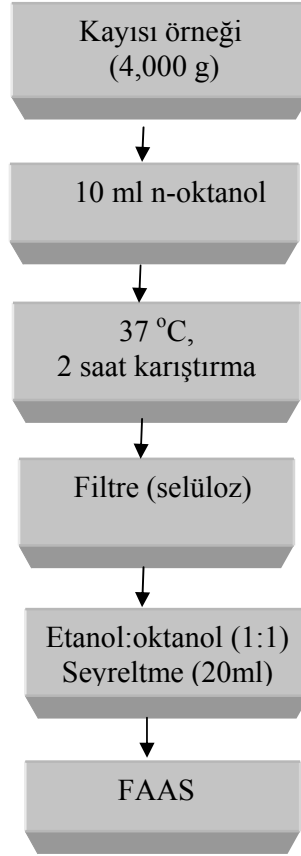 Kayısı örneği
(4,000 g)
10 ml n-oktanol
37 °C,
2 saat karıştırma
Filtre (selüloz)
Etanol:oktanol (1:1)
Seyreltme (20ml)
FAAS